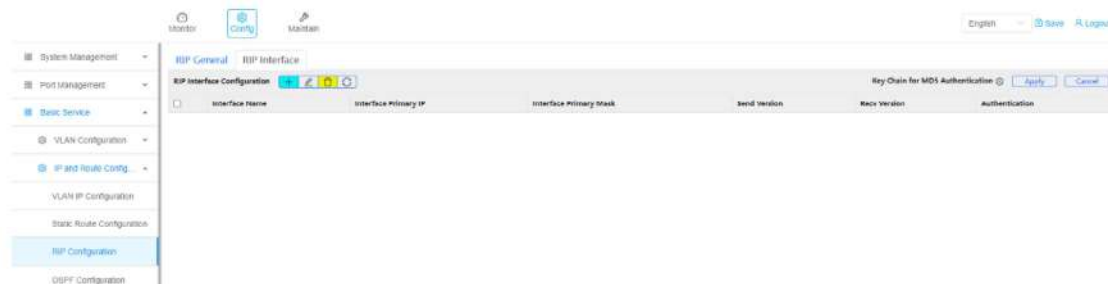 Monitor Config Maintain English Save Logout
System Management
RIP General RIP Interface
Port Management
RIP Interface Configuration Key Chain for MD5 Authentication Apply Cancel
Interface Name Interface Primary IP Interface Primary Mask Send Version Recv Version Authentication
Basic Service
VLAN Configuration
IP and Route Config...
VLAN IP Configuration
Static Route Configuration
RIP Configuration
OSPF Configuration